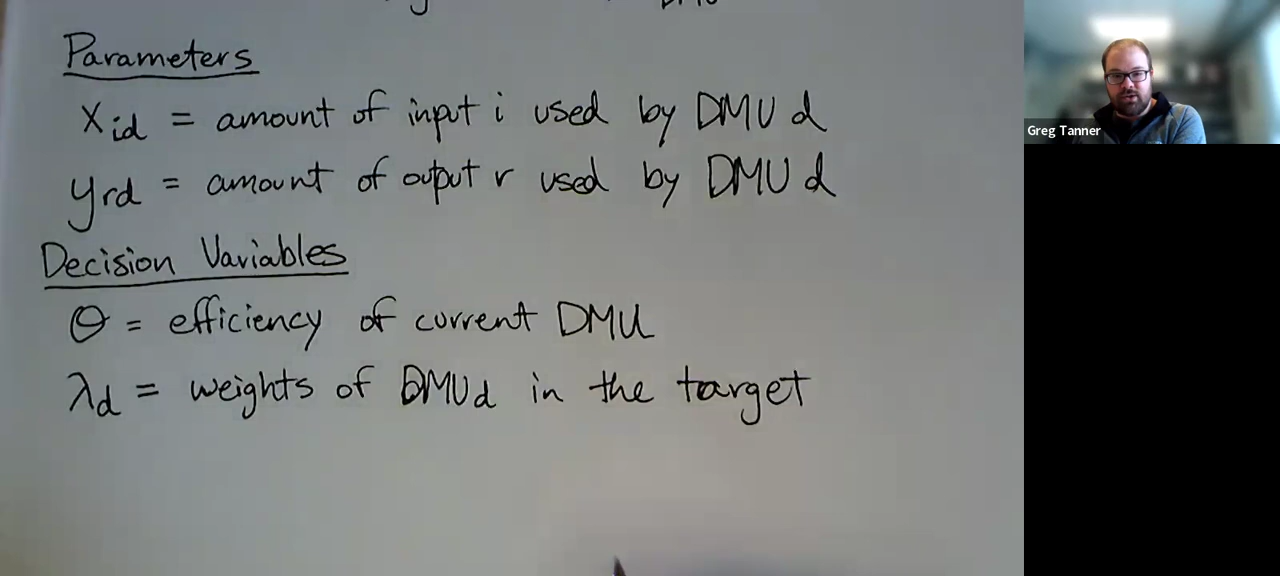 Parameters
xid = amount of input i used by DMU d
yrd = amount of output r used by DMU d
Decision Variables
θ = efficiency of current DMU
λd = weights of DMUd in the target
Greg Tanner